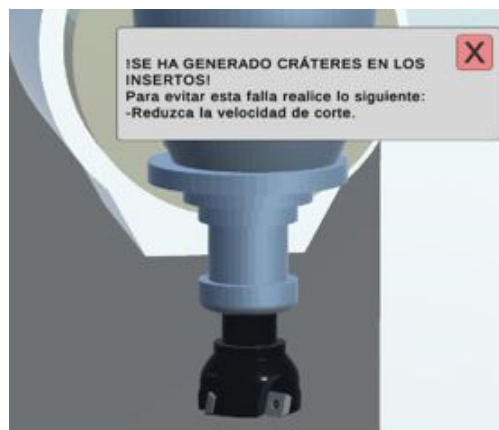 !SE HA GENERADO CRÁTERES EN LOS
INSERTOS!
Para evitar esta falla realice lo siguiente:
-Reduzca la velocidad de corte.
X